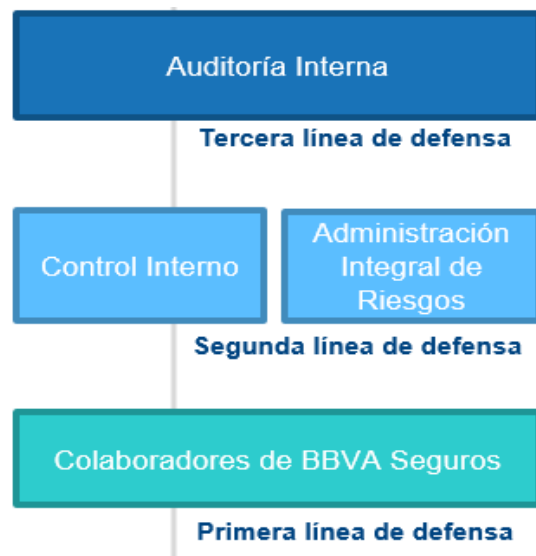 Auditoría Interna
Tercera línea de defensa
Control Interno
Administración
Integral de
Riesgos
Segunda línea de defensa
Colaboradores de BBVA Seguros
Primera línea de defensa